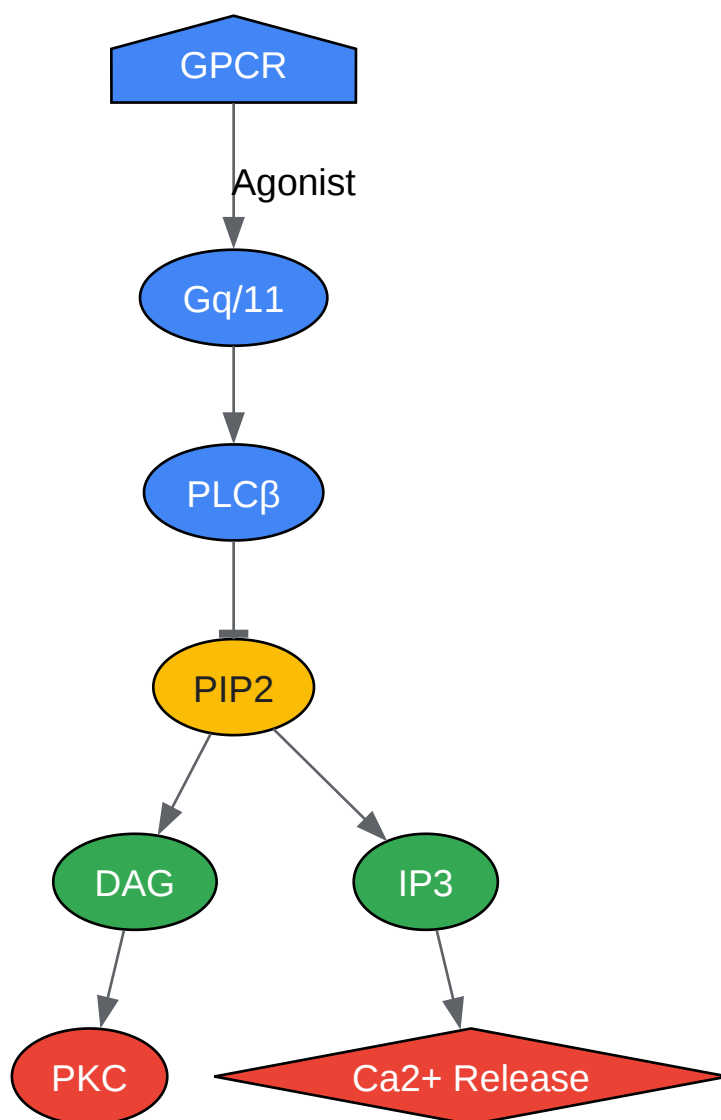 GPCR
Agonist
Gq/11
PLCβ
PIP2
DAG
IP3
PKC
Ca2+ Release